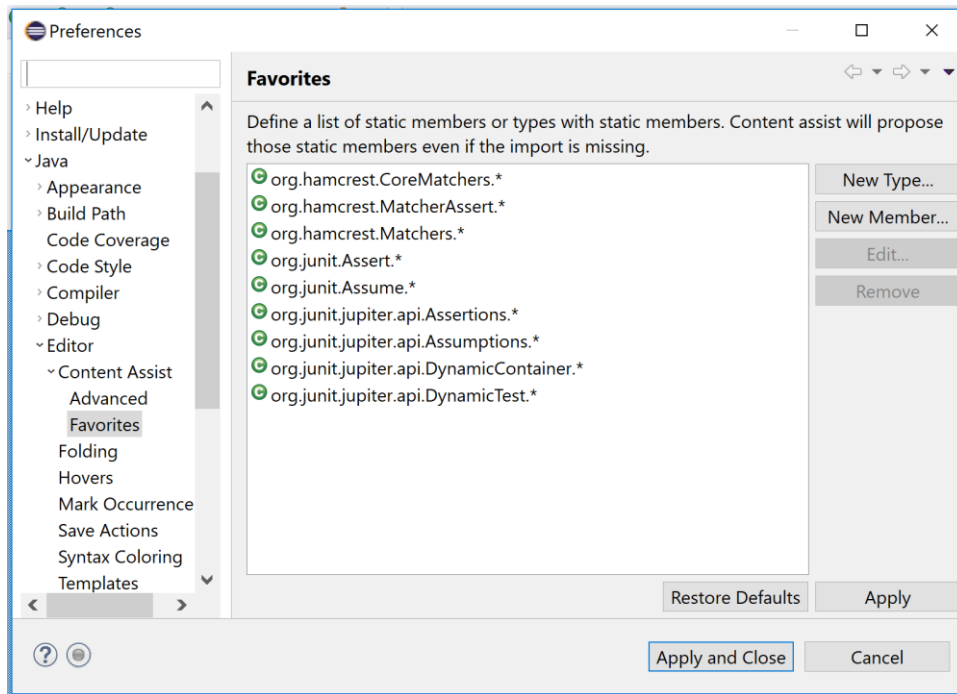 Preferences
Favorites
Help
Install/Update
Java
Appearance
Build Path
Code Coverage
Code Style
Compiler
Debug
Editor
Content Assist
Advanced
Favorites
Folding
Hovers
Mark Occurrence
Save Actions
Syntax Coloring
Templates
Define a list of static members or types with static members. Content assist will propose
those static members even if the import is missing.
org.hamcrest.CoreMatchers.*
org.hamcrest.MatcherAssert.*
org.hamcrest.Matchers.*
org.junit.Assert.*
org.junit.Assume.*
org.junit.jupiter.api.Assertions.*
org.junit.jupiter.api.Assumptions.*
org.junit.jupiter.api.DynamicContainer.*
org.junit.jupiter.api.DynamicTest.*
New Type...
New Member...
Edit...
Remove
Restore Defaults
Apply
Apply and Close
Cancel